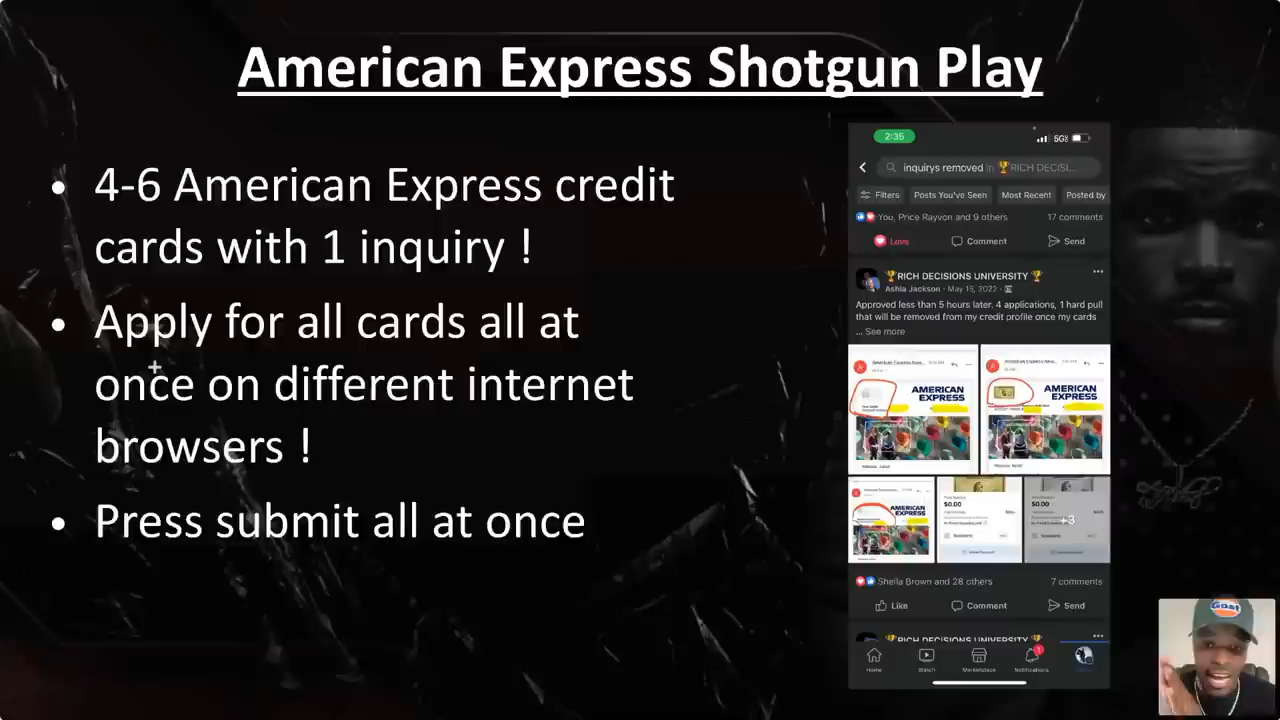 American Express Shotgun Play
• 4-6 American Express credit
cards with 1 inquiry !
• Apply for all cards all at
once on different internet
browsers !
• Press submit all at once
2:35
5G
inquirys removed in 🏆RICH DECISI...
Filters
Posts You've Seen
Most Recent
Posted by
You, Price Rayvon and 9 others
17 comments
Love
Comment
Send
🏆RICH DECISIONS UNIVERSITY 🏆
Ashla Jackson · May 15, 2022 ·
Approved less than 5 hours later. 4 applications, 1 hard pull
that will be removed from my credit profile once my cards
... See more
AMERICAN
EXPRESS
AMERICAN
EXPRESS
AMERICAN
EXPRESS
$0.00
$0.00
+3
Sheila Brown and 28 others
7 comments
Like
Comment
Send
🏆RICH DECISIONS UNIVERSITY 🏆
Home
Watch
Marketplace
Notifications
1
Goat